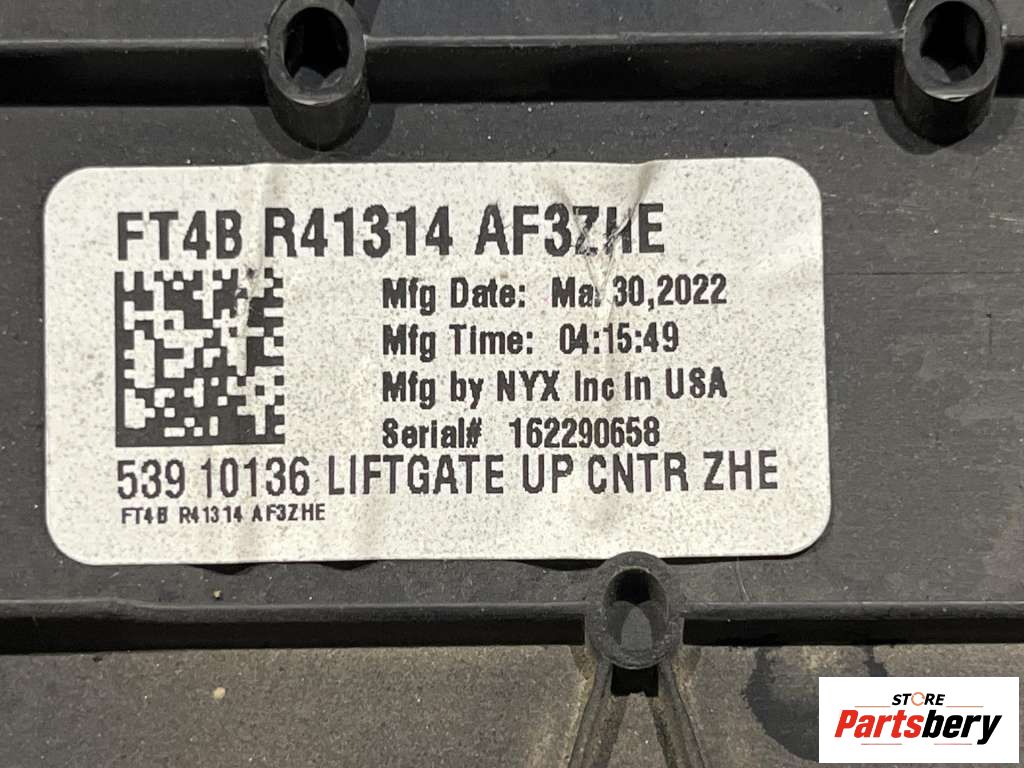 FT4B R41314 AF3ZHE
Mfg Date: Mar 30,2022
Mfg Time: 04:15:49
Mfg by NYX Inc in USA
Serial# 162290658
539 10136 LIFTGATE UP CNTR ZHE
FT4B R41314 AF3ZHE
STORE
Partsbery